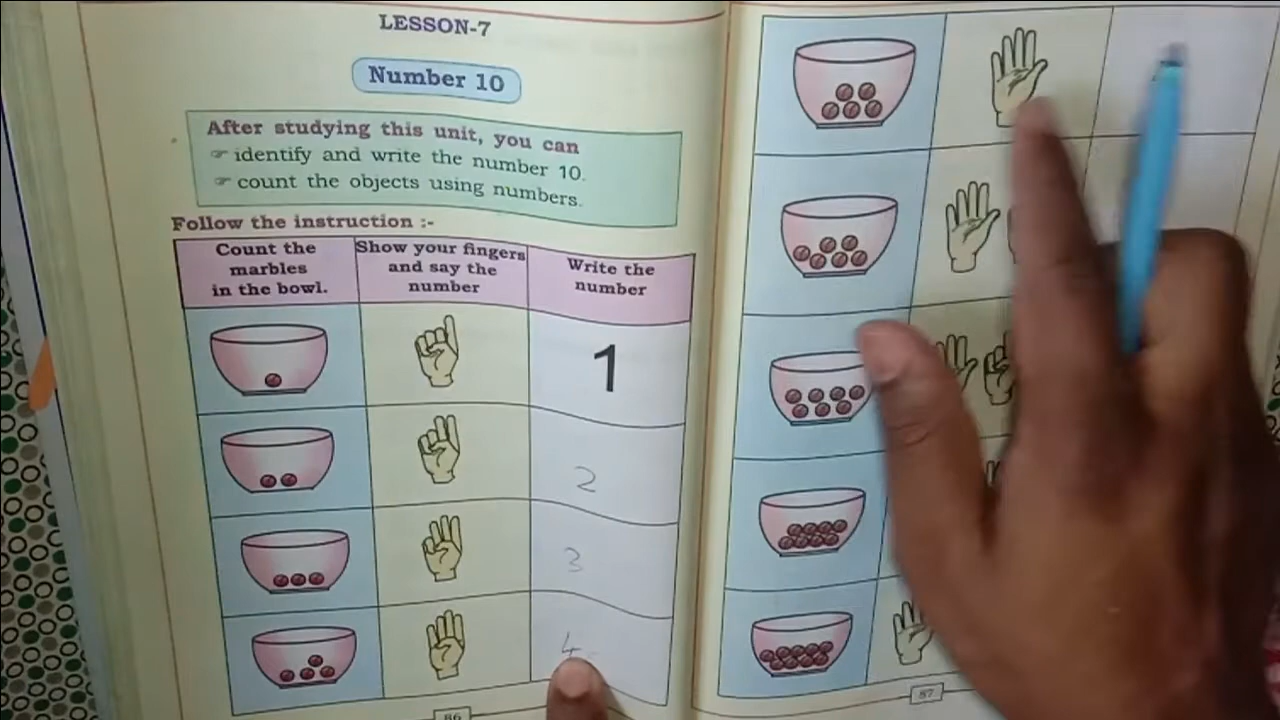 LESSON-7
Number 10
After studying this unit, you can
☞ identify and write the number 10.
☞ count the objects using numbers.
Follow the instruction :-
Count the
marbles
in the bowl.
Show your fingers
and say the
number
Write the
number
1
2
3
4
86
87